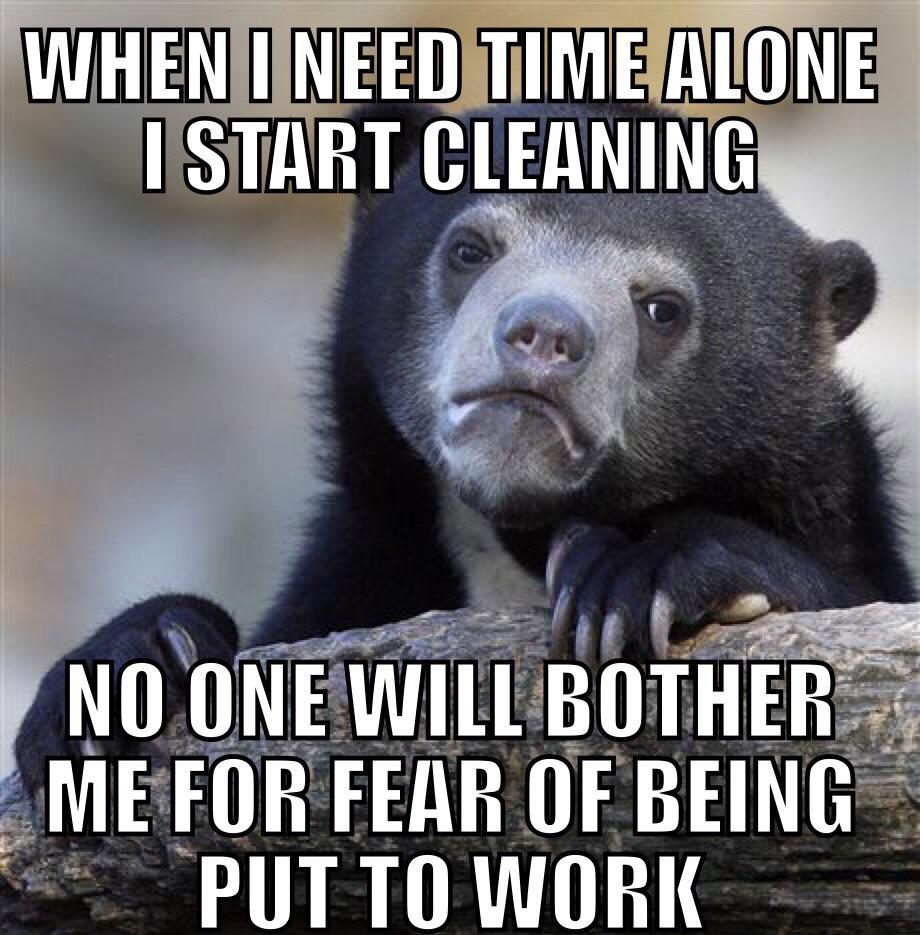 WHEN I NEED TIME ALONE
I START CLEANING
NO ONE WILL BOTHER
ME FOR FEAR OF BEING
PUT TO WORK